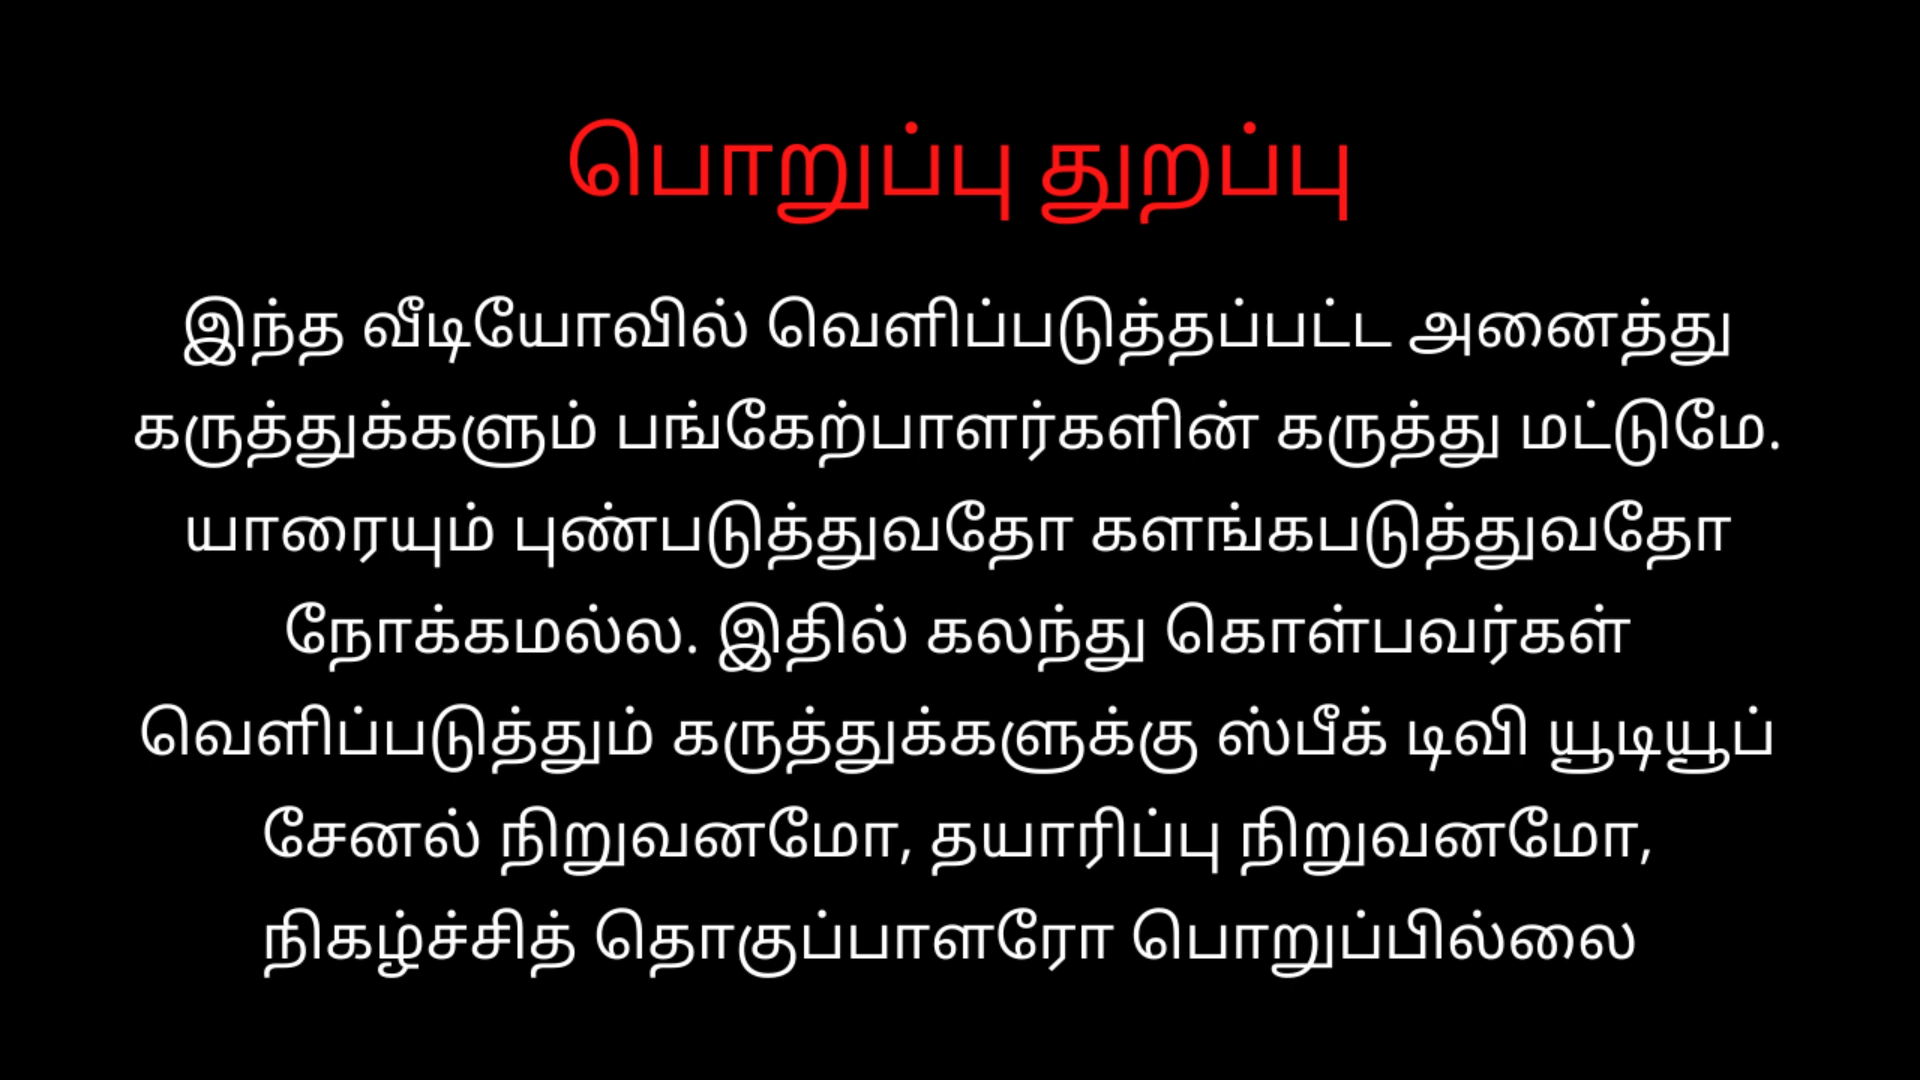 பொறுப்பு துறப்பு
இந்த வீடியோவில் வெளிப்படுத்தப்பட்ட அனைத்து
கருத்துக்களும் பங்கேற்பாளர்களின் கருத்து மட்டுமே.
யாரையும் புண்படுத்துவதோ களங்கபடுத்துவதோ
நோக்கமல்ல. இதில் கலந்து கொள்பவர்கள்
வெளிப்படுத்தும் கருத்துக்களுக்கு ஸ்பீக் டிவி யூடியூப்
சேனல் நிறுவனமோ, தயாரிப்பு நிறுவனமோ,
நிகழ்ச்சித் தொகுப்பாளரோ பொறுப்பில்லை